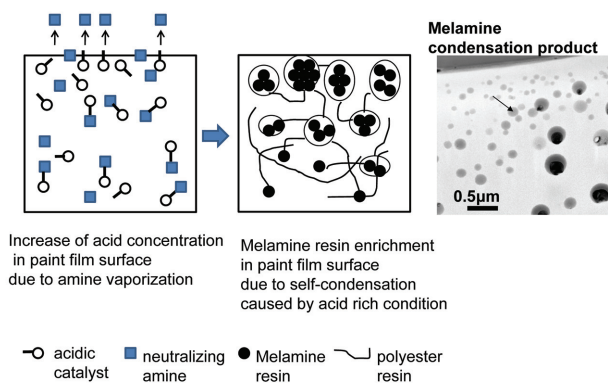 Melamine
condensation product
0.5µm
Increase of acid concentration
in paint film surface
due to amine vaporization
Melamine resin enrichment
in paint film surface
due to self-condensation
caused by acid rich condition
acidic
catalyst
neutralizing
amine
Melamine
resin
polyester
resin